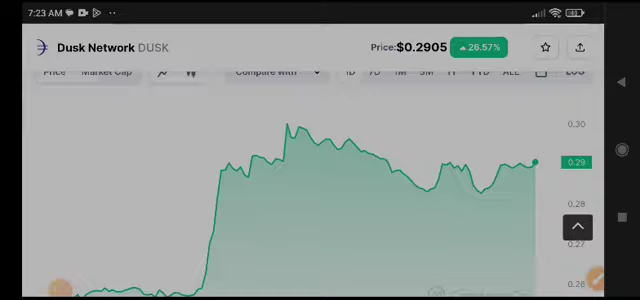 7:23 AM
Dusk Network DUSK Price:$0.2905 26.57%
Price Market Cap Compare with 1D 7D 1M 3M 1Y YTD ALL LOG
0.30
0.29
0.28
0.27
0.26